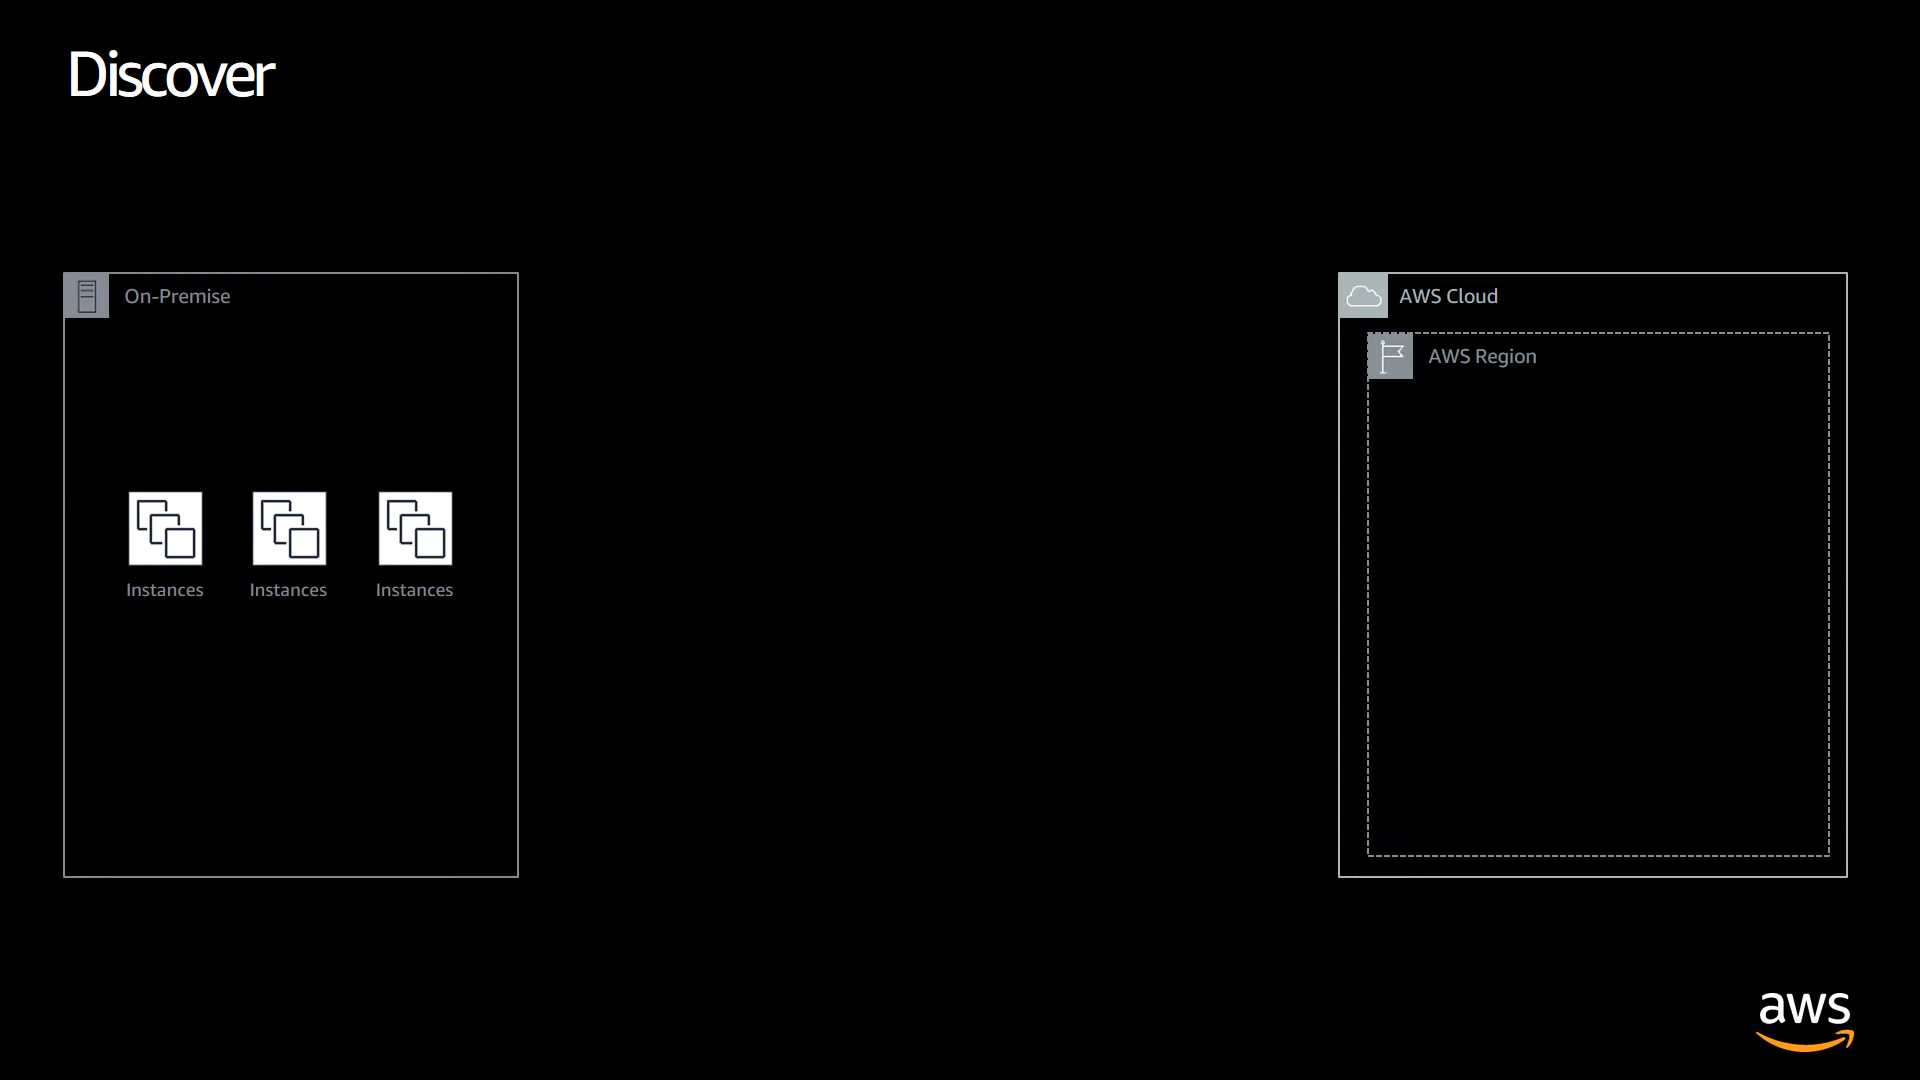 Discover
On-Premise
AWS Cloud
AWS Region
Instances
Instances
Instances
aws